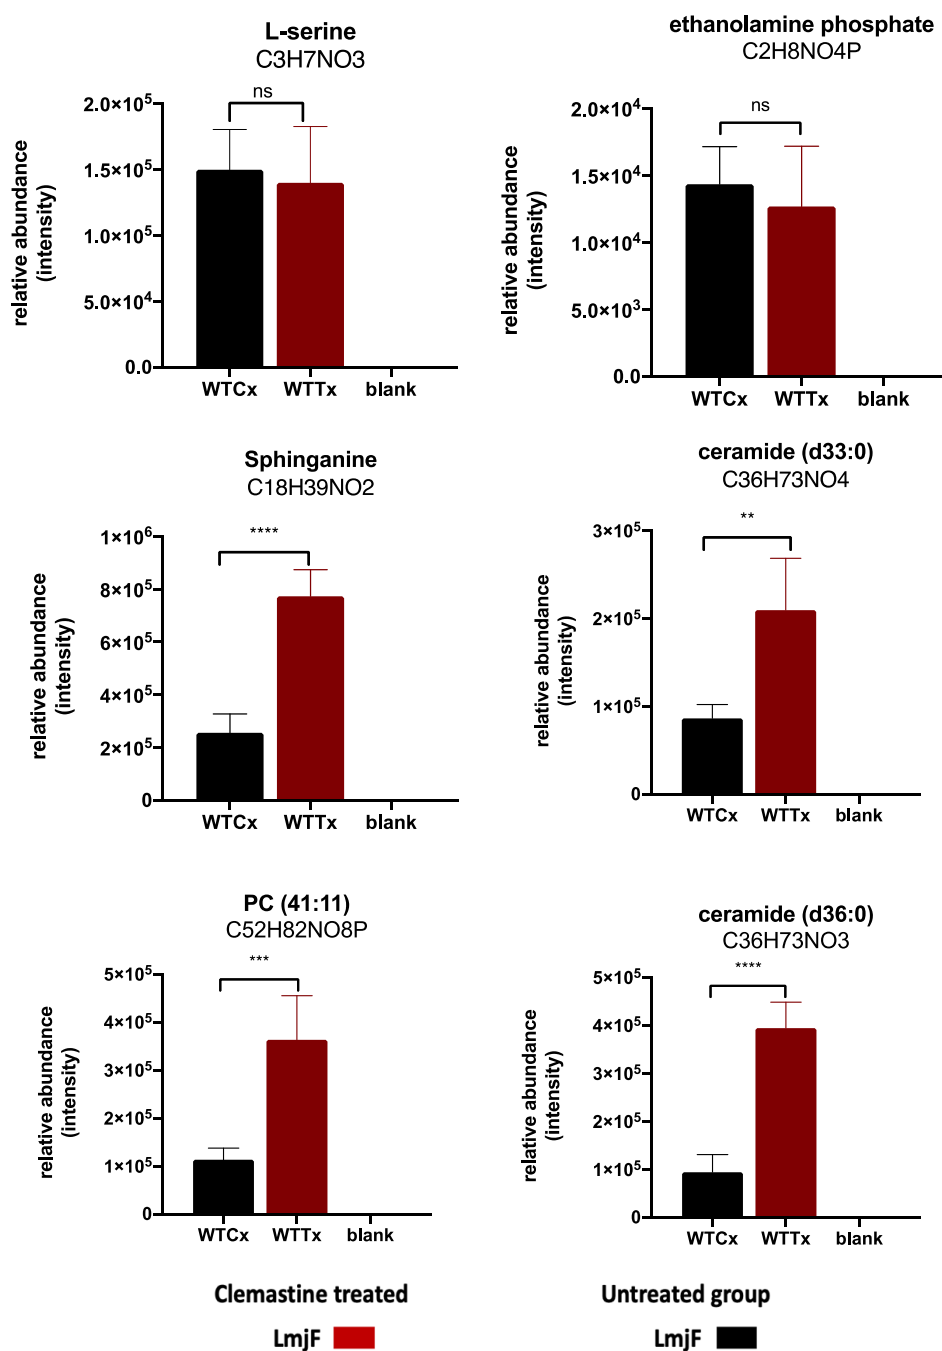 L-serine
C3H7NO3
ns
2.0×10⁵
1.5×10⁵
1.0×10⁵
5.0×10⁴
0.0
relative abundance
(intensity)
WTCx WTTx blank
ethanolamine phosphate
C2H8NO4P
ns
2.0×10⁴
1.5×10⁴
1.0×10⁴
5.0×10³
0.0
relative abundance
(intensity)
WTCx WTTx blank
Sphinganine
C18H39NO2
****
1×10⁶
8×10⁵
6×10⁵
4×10⁵
2×10⁵
0
relative abundance
(intensity)
WTCx WTTx blank
ceramide (d33:0)
C36H73NO4
**
3×10⁵
2×10⁵
1×10⁵
0
relative abundance
(intensity)
WTCx WTTx blank
PC (41:11)
C52H82NO8P
***
5×10⁵
4×10⁵
3×10⁵
2×10⁵
1×10⁵
0
relative abundance
(intensity)
WTCx WTTx blank
ceramide (d36:0)
C36H73NO3
****
5×10⁵
4×10⁵
3×10⁵
2×10⁵
1×10⁵
0
relative abundance
(intensity)
WTCx WTTx blank
Clemastine treated
LmjF
Untreated group
LmjF